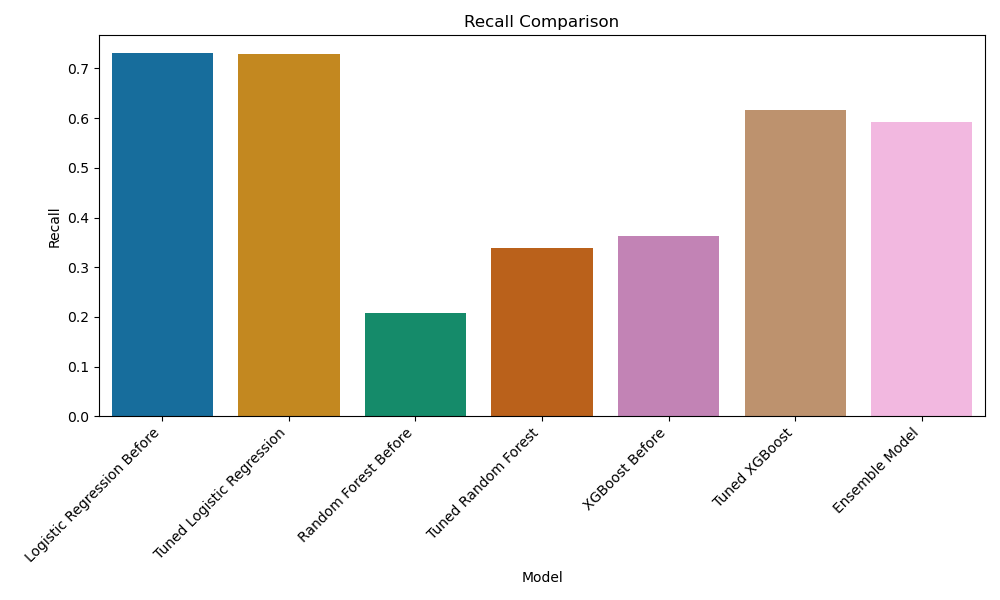 Recall Comparison
Recall
0.7
0.6
0.5
0.4
0.3
0.2
0.1
0.0
Logistic Regression Before
Tuned Logistic Regression
Random Forest Before
Tuned Random Forest
XGBoost Before
Tuned XGBoost
Ensemble Model
Model